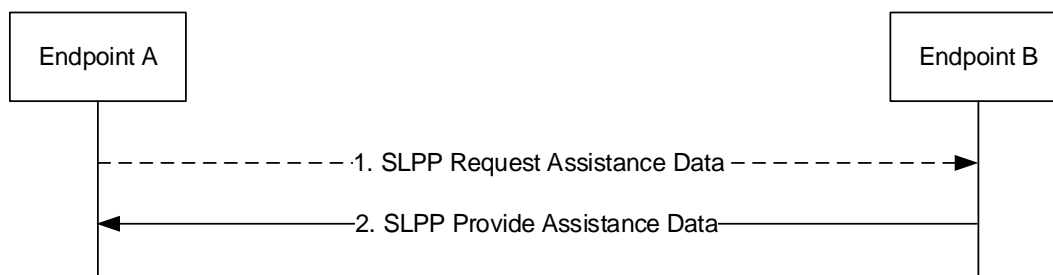 Endpoint A
Endpoint B
1. SLPP Request Assistance Data
2. SLPP Provide Assistance Data